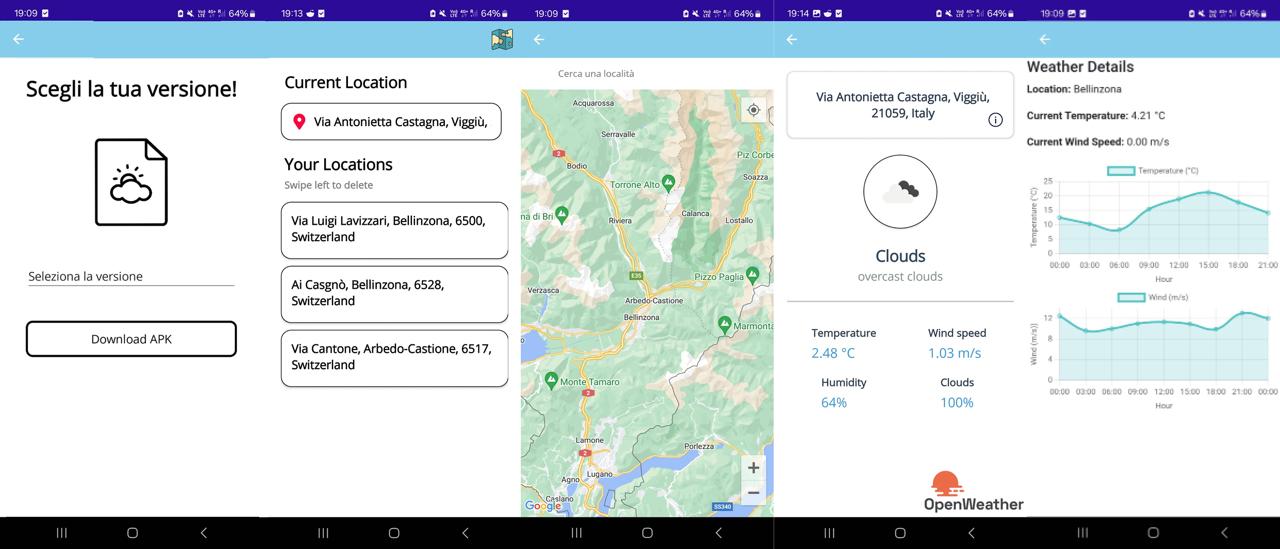 19:09
64%
Scegli la tua versione!
Seleziona la versione
Download APK
19:13
64%
Current Location
Via Antonietta Castagna, Viggiù,
Your Locations
Swipe left to delete
Via Luigi Lavizzari, Bellinzona, 6500,
Switzerland
Ai Casgnò, Bellinzona, 6528,
Switzerland
Via Cantone, Arbedo-Castione, 6517,
Switzerland
19:09
64%
Cerca una località
Acquarossa
Serravalle
2
Bodio
Piz Corbe
Soazza
Torrone Alto
na di Bri
Riviera
Calanca
Lostallo
E35
Pizzo Paglia
Verzasca
Arbedo-Castione
Bellinzona
Marmonta
Monte Tamaro
2
Lamone
Porlezza
2
Lugano
Agno
Caslano
Google
SS340
+
−
19:14
64%
Via Antonietta Castagna, Viggiù,
21059, Italy
Clouds
overcast clouds
Temperature Wind speed
2.48 °C 1.03 m/s
Humidity Clouds
64% 100%
OpenWeather
19:09
64%
Weather Details
Location: Bellinzona
Current Temperature: 4.21 °C
Current Wind Speed: 0.00 m/s
Temperature (°C)
Temperature (°C)
25
20
15
10
5
0
00:00 03:00 06:00 09:00 12:00 15:00 18:00 21:00
Hour
Wind (m/s)
Wind (m/s)]
12
8
4
0
00:00 03:00 06:00 09:00 12:00 15:00 18:00 21:00 00:00
Hour